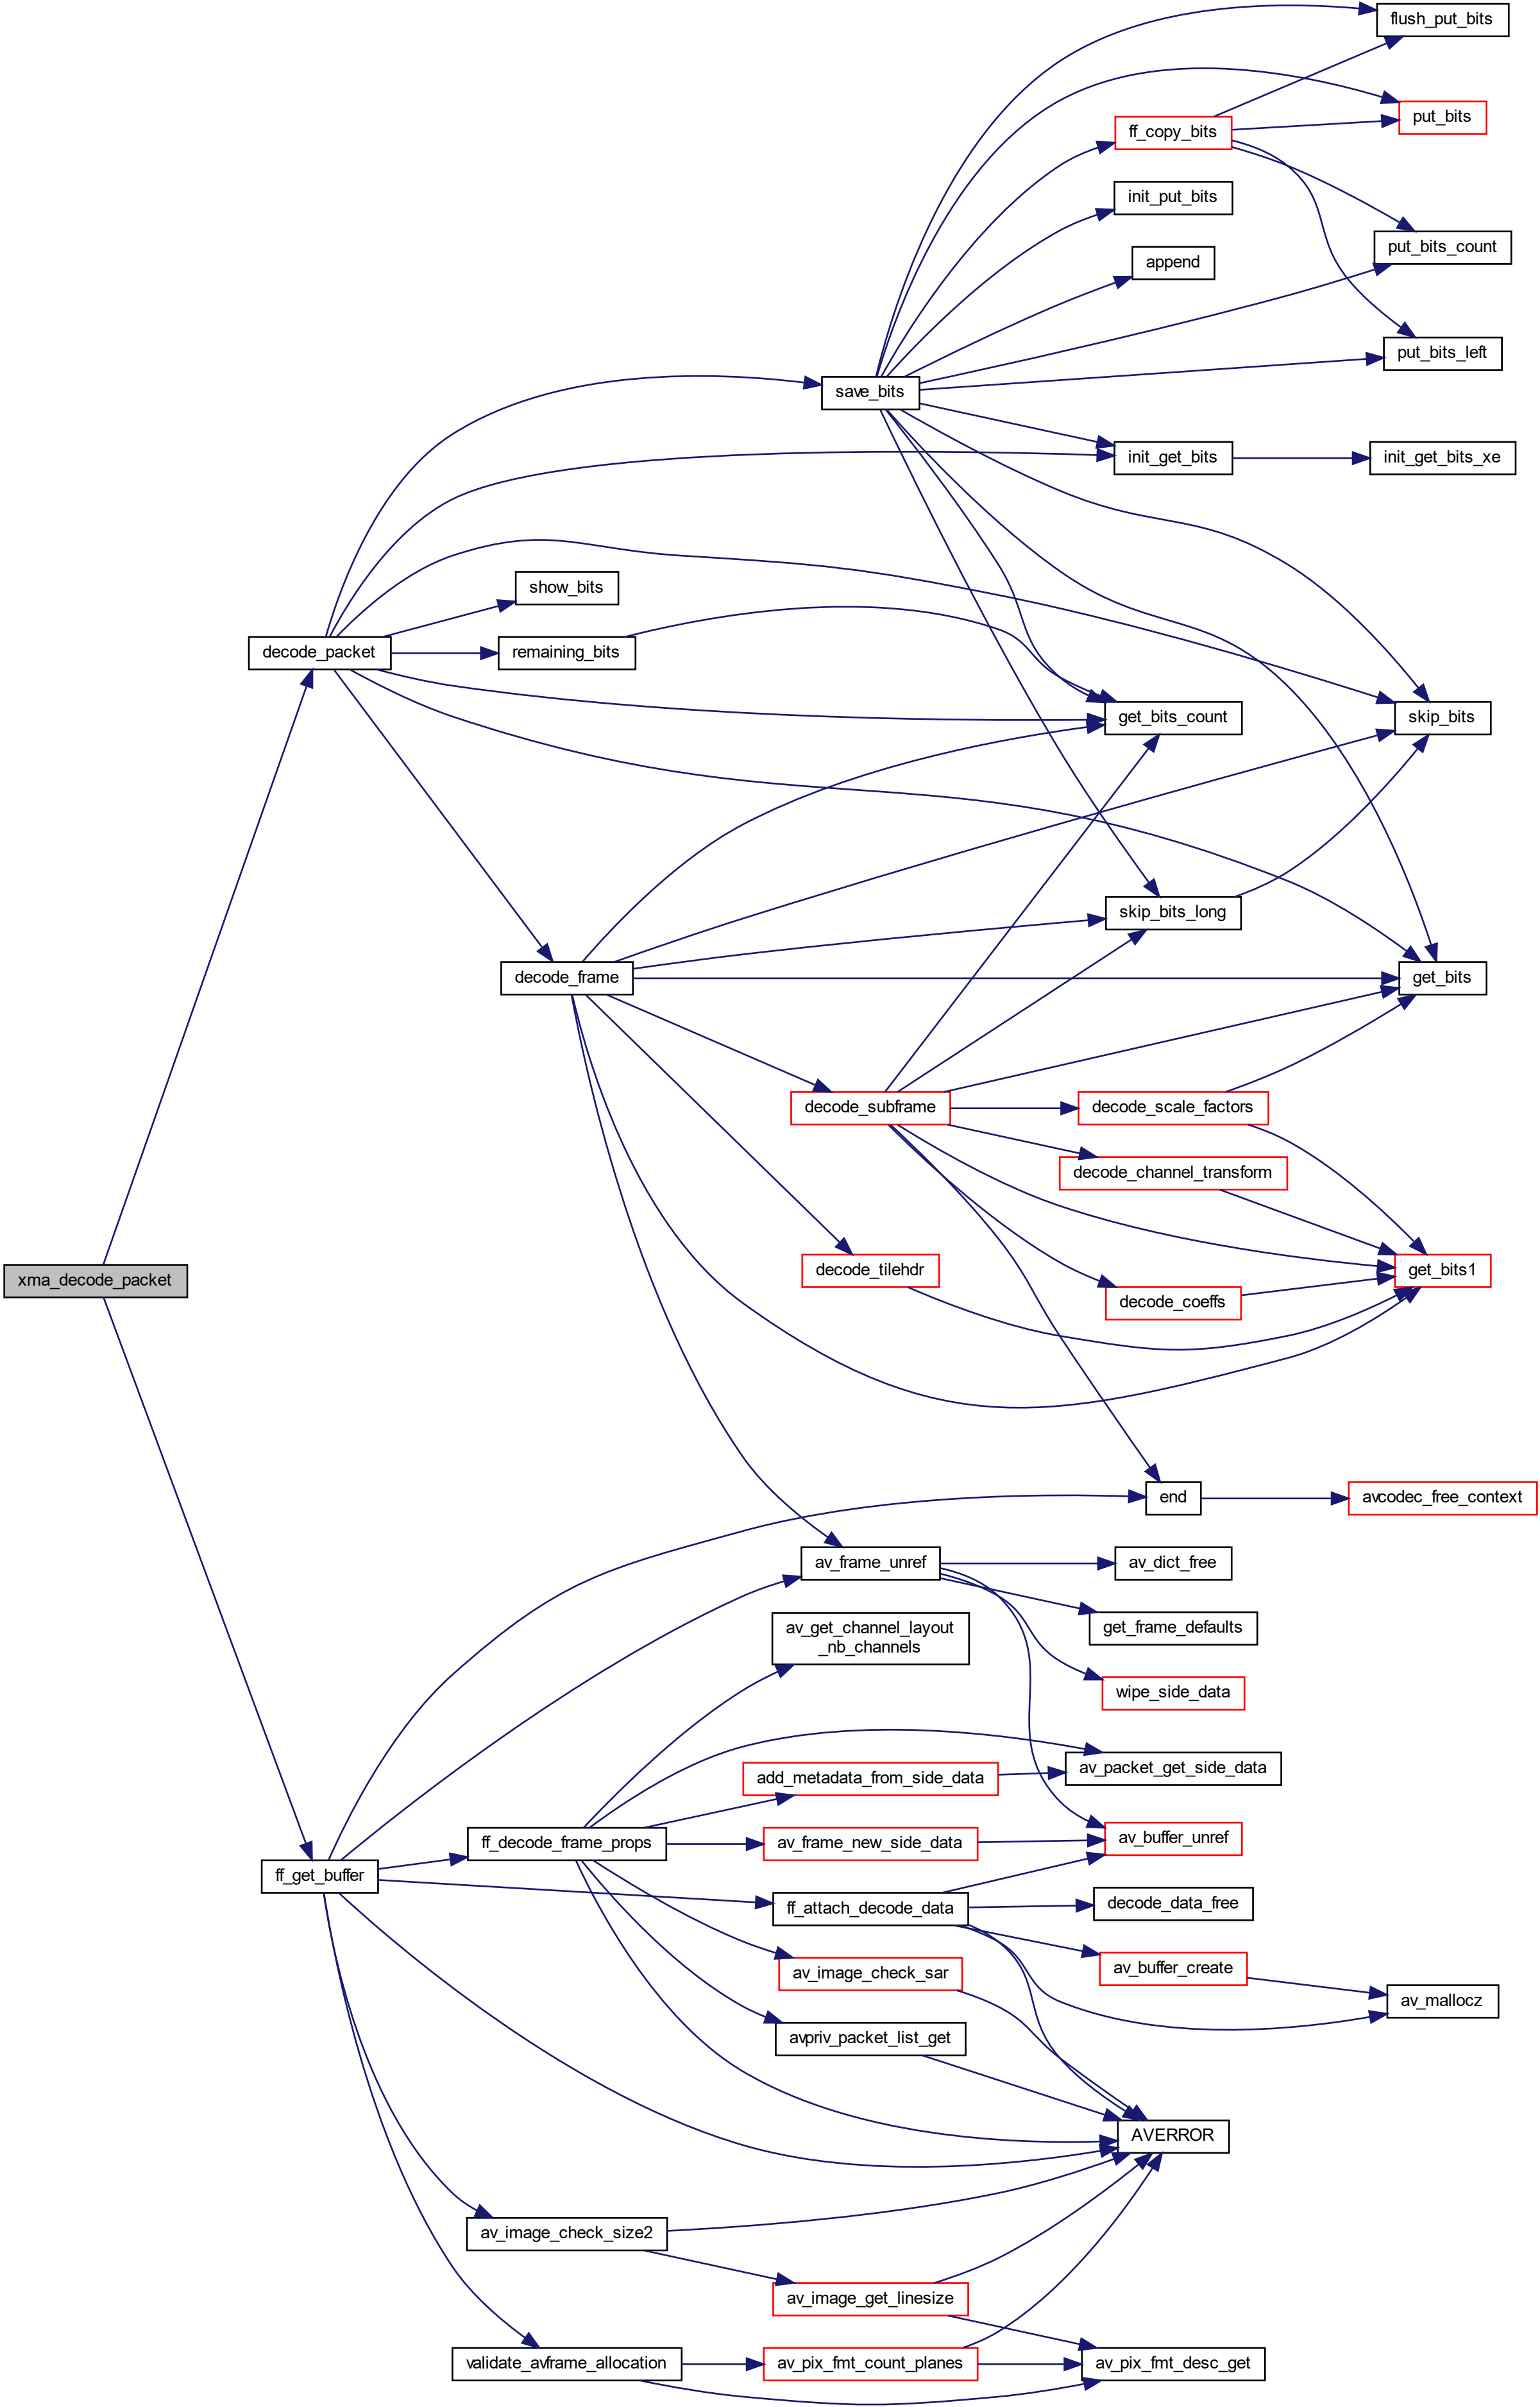 flush_put_bits
put_bits
ff_copy_bits
init_put_bits
put_bits_count
append
put_bits_left
save_bits
init_get_bits
init_get_bits_xe
show_bits
decode_packet
remaining_bits
get_bits_count
skip_bits
skip_bits_long
decode_frame
get_bits
decode_subframe
decode_scale_factors
decode_channel_transform
xma_decode_packet
decode_tilehdr
get_bits1
decode_coeffs
end
avcodec_free_context
av_frame_unref
av_dict_free
get_frame_defaults
av_get_channel_layout
_nb_channels
wipe_side_data
av_packet_get_side_data
add_metadata_from_side_data
ff_decode_frame_props
av_frame_new_side_data
av_buffer_unref
ff_get_buffer
ff_attach_decode_data
decode_data_free
av_image_check_sar
av_buffer_create
av_mallocz
avpriv_packet_list_get
AVERROR
av_image_check_size2
av_image_get_linesize
validate_avframe_allocation
av_pix_fmt_count_planes
av_pix_fmt_desc_get